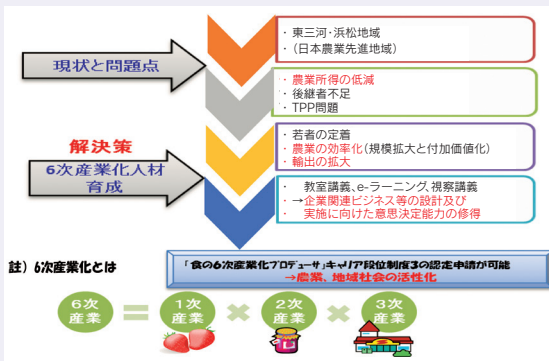 ・東三河・浜松地域
・(日本農業先進地域)
現状と問題点
・農業所得の低減
・後継者不足
・TPP問題
解決策
6次産業化人材
育成
・若者の定着
・農業の効率化(規模拡大と付加価値化)
・輸出の拡大
・ 教室講義、e-ラーニング、視察講義
・→企業関連ビジネス等の設計及び
・ 実施に向けた意思決定能力の修得
註)6次産業化とは
「食の6次産業化プロデューサ」キャリア段位制度3の認定申請が可能
→農業、地域社会の活性化
6次
産業
=
1次
産業
×
2次
産業
×
3次
産業